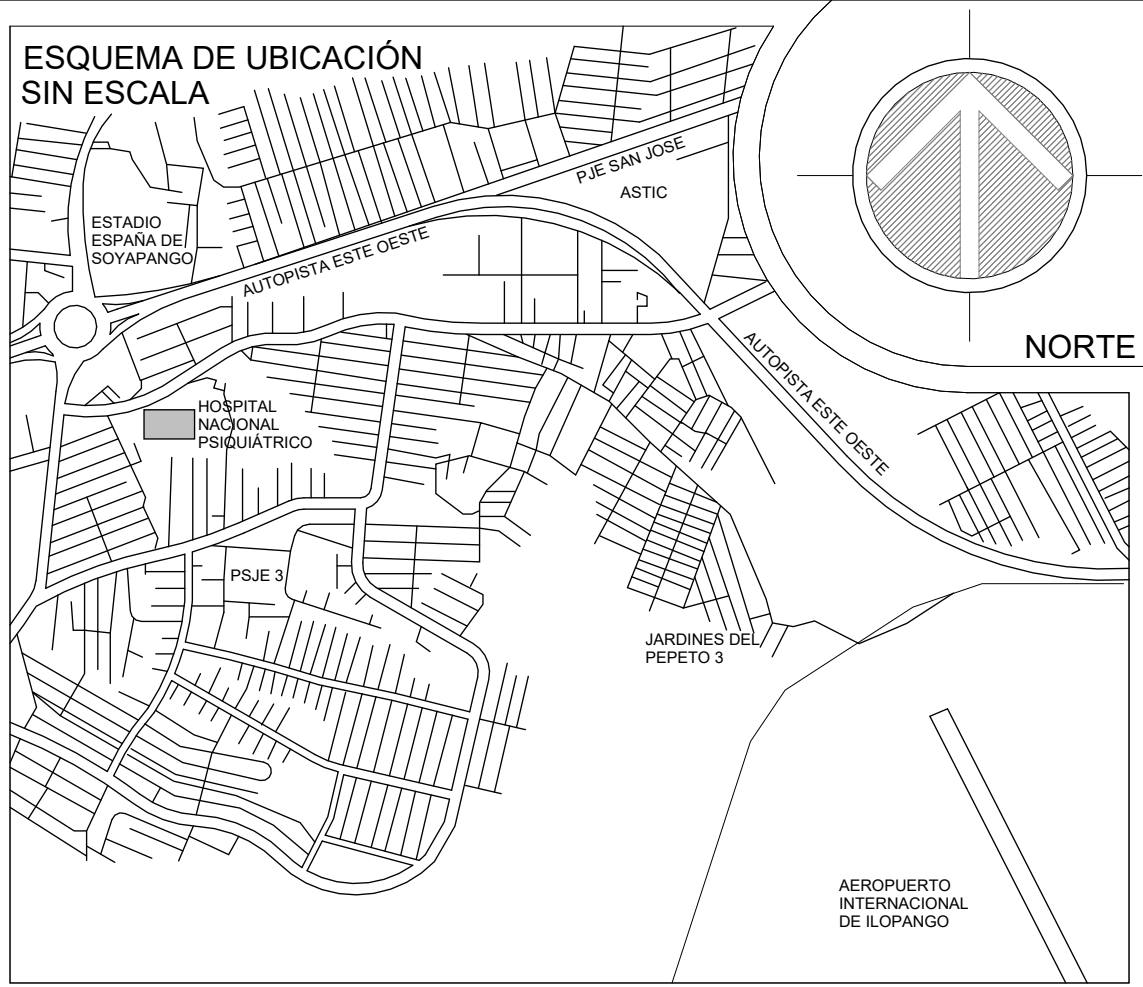 ESQUEMA DE UBICACIÓN
SIN ESCALA
PJE SAN JOSE
ASTIC
ESTADIO
ESPAÑA DE
SOYAPANGO
AUTOPISTA ESTE OESTE
NORTE
AUTOPISTA ESTE OESTE
HOSPITAL
NACIONAL
PSIQUIÁTRICO
PSJE 3
JARDINES DEL
PEPETO 3
AEROPUERTO
INTERNACIONAL
DE ILOPANGO